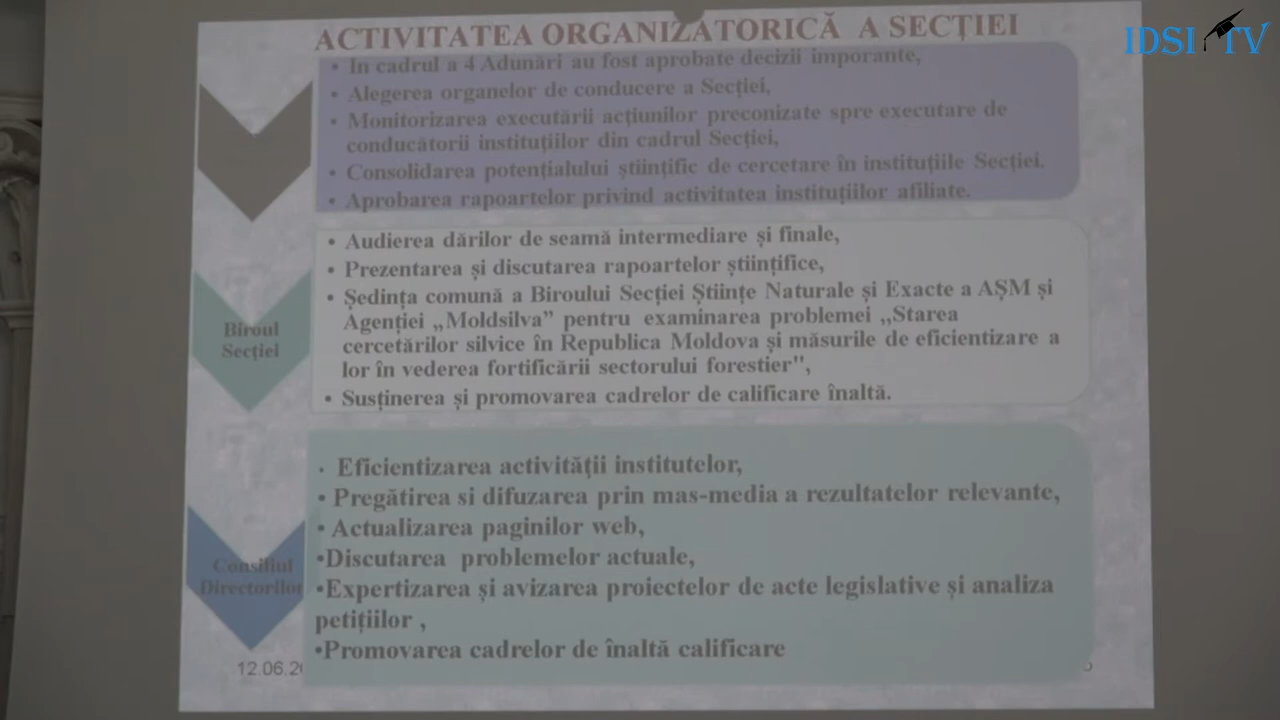 ACTIVITATEA ORGANIZATORICĂ A SECȚIEI
IDSI TV
• In cadrul a 4 Adunări au fost aprobate decizii imporante,
• Alegerea organelor de conducere a Secției,
• Monitorizarea executării acțiunilor preconizate spre executare de
conducătorii instituțiilor din cadrul Secției,
• Consolidarea potențialului științific de cercetare în instituțiile Secției.
• Aprobarea rapoartelor privind activitatea instituțiilor afiliate.
Biroul
Secției
• Audierea dărilor de seamă intermediare și finale,
• Prezentarea și discutarea rapoartelor științifice,
• Ședința comună a Biroului Secției Științe Naturale și Exacte a AȘM și
Agenției „Moldsilva” pentru examinarea problemei ,,Starea
cercetărilor silvice în Republica Moldova și măsurile de eficientizare a
lor în vederea fortificării sectorului forestier",
• Susținerea și promovarea cadrelor de calificare înaltă.
Consiliul
Directorilor
• Eficientizarea activității institutelor,
• Pregătirea si difuzarea prin mas-media a rezultatelor relevante,
• Actualizarea paginilor web,
•Discutarea problemelor actuale,
•Expertizarea și avizarea proiectelor de acte legislative și analiza
petițiilor ,
•Promovarea cadrelor de înaltă calificare
12.06.20